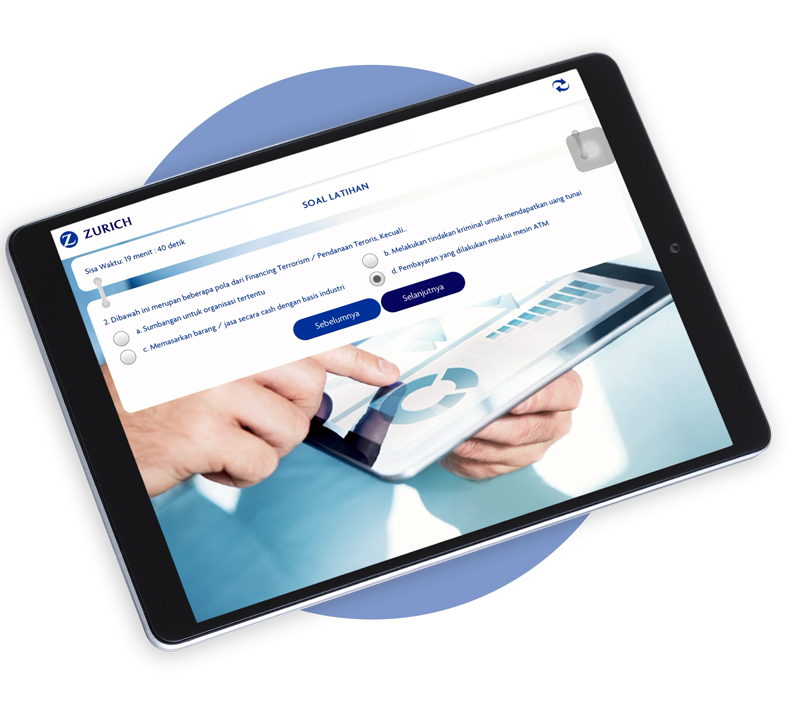 ZURICH
SOAL LATIHAN
Sisa Waktu: 19 menit : 40 detik
2. Dibawah ini merupan beberapa pola dari Financing Terrorism / Pendanaan Teroris, Kecuali..
a. Sumbangan untuk organisasi tertentu
b. Melakukan tindakan kriminal untuk mendapatkan uang tunai
c. Memasarkan barang / jasa secara cash dengan basis industri
d. Pembayaran yang dilakukan melalui mesin ATM
Sebelumnya
Selanjutnya